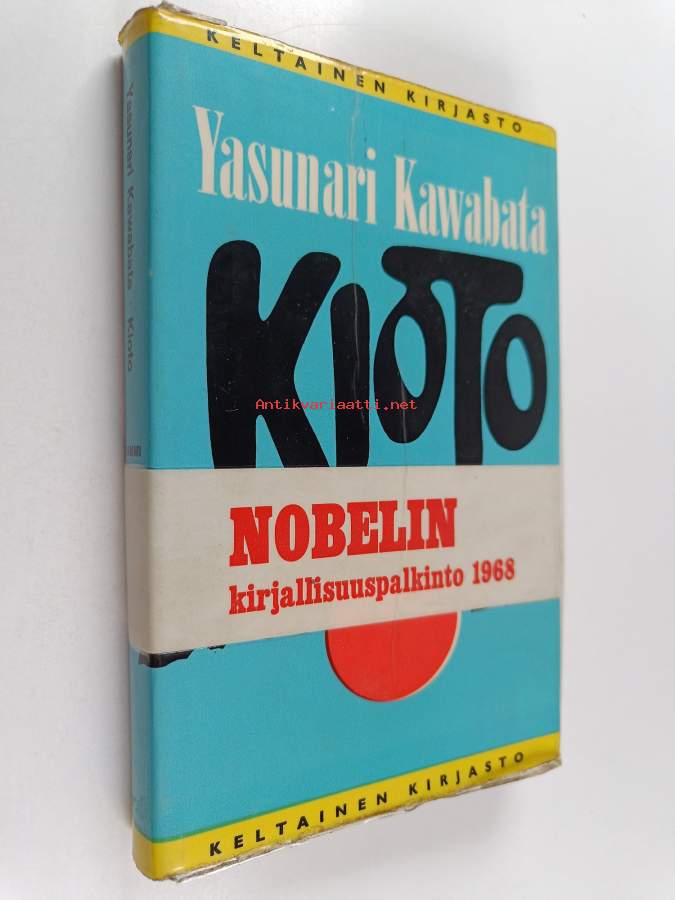 KELTAINEN KIRJASTO
Yasunari Kawabata
KIOTO
Antikvariaatti.net
NOBELIN
kirjallisuuspalkinto 1968
KELTAINEN KIRJASTO
Yasunari Kawabata · Kioto